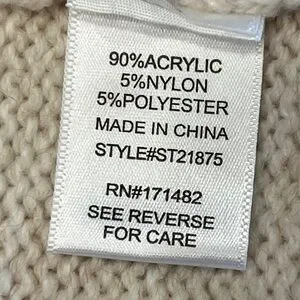 90%ACRYLIC
5%NYLON
5%POLYESTER
MADE IN CHINA
STYLE#ST21875
RN#171482
SEE REVERSE
FOR CARE